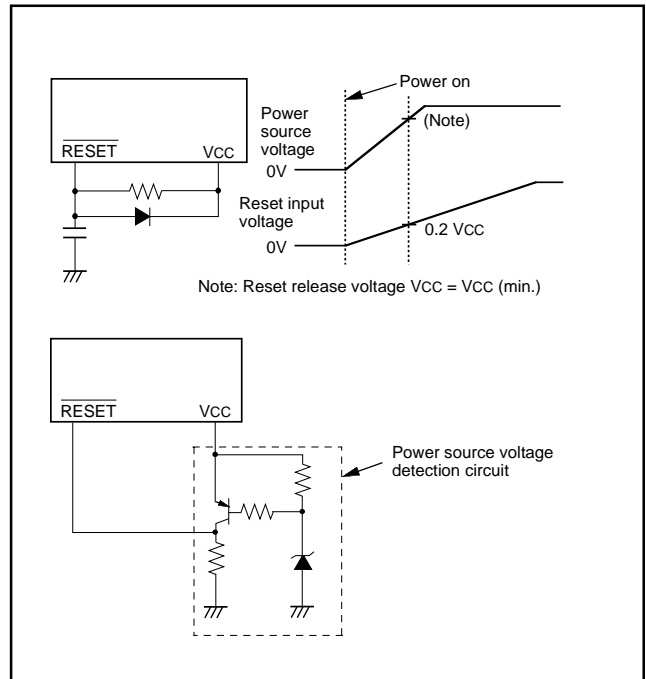 RESET
VCC
Power on
Power
source
voltage
(Note)
0V
Reset input
voltage
0.2 VCC
0V
Note: Reset release voltage VCC = VCC (min.)
RESET
VCC
Power source voltage
detection circuit